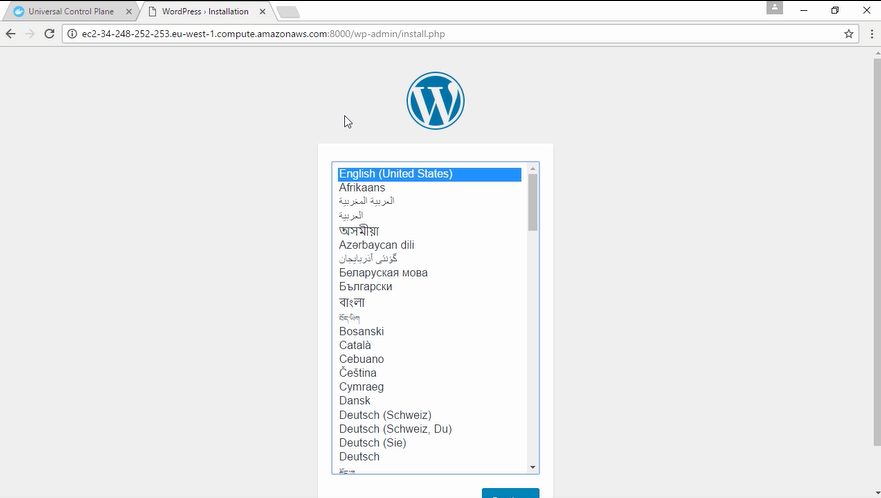 Universal Control Plane
WordPress › Installation
ec2-34-248-252-253.eu-west-1.compute.amazonaws.com:8000/wp-admin/install.php
English (United States)
Afrikaans
العربية المغربية
العربية
অসমীয়া
Azərbaycan dili
گؤنئی آذربایجان
Беларуская мова
Български
বাংলা
བོད་ཡིག
Bosanski
Català
Cebuano
Čeština
Cymraeg
Dansk
Deutsch (Schweiz)
Deutsch (Schweiz, Du)
Deutsch (Sie)
Deutsch